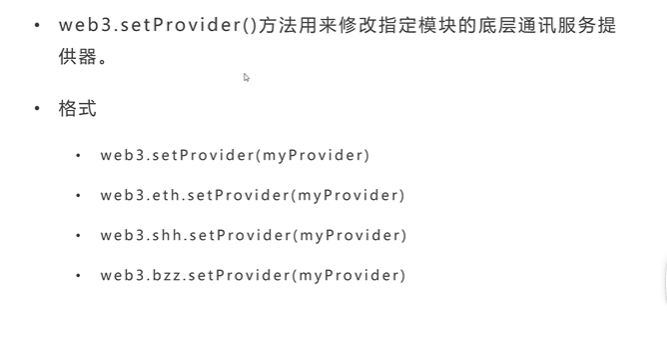 • web3.setProvider()方法用来修改指定模块的底层通讯服务提
供器。
• 格式
• web3.setProvider(myProvider)
• web3.eth.setProvider(myProvider)
• web3.shh.setProvider(myProvider)
• web3.bzz.setProvider(myProvider)